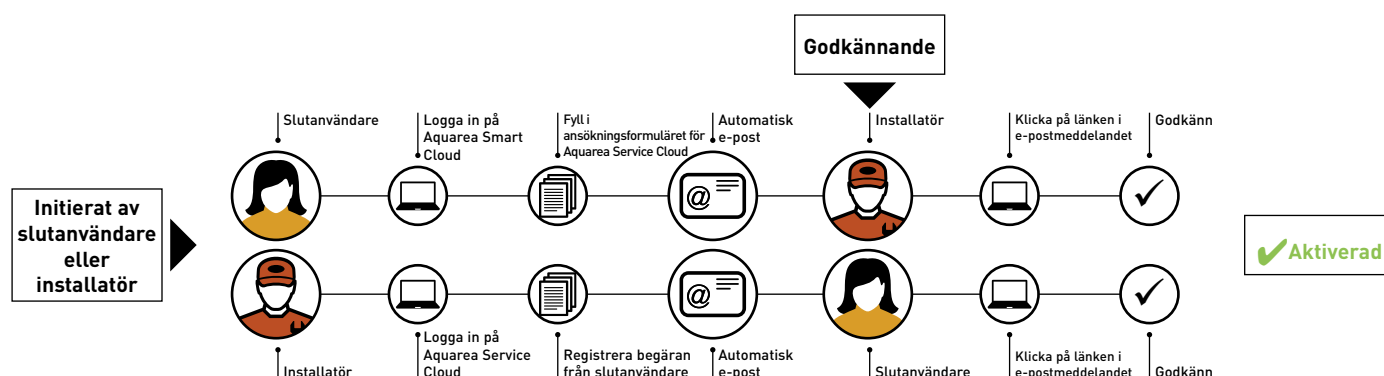 Godkännande
Slutanvändare
Logga in på
Aquarea Smart
Cloud
Fyll i
ansökningsformuläret för
Aquarea Service Cloud
Automatisk
e-post
Installatör
Klicka på länken i
e-postmeddelandet
Godkänn
@
Initierat av
slutanvändare
eller
installatör
Aktiverad
@
Installatör
Logga in på
Aquarea Service
Cloud
Registrera begäran
från slutanvändare
Automatisk
e-post
Slutanvändare
Klicka på länken i
e-postmeddelandet
Godkänn